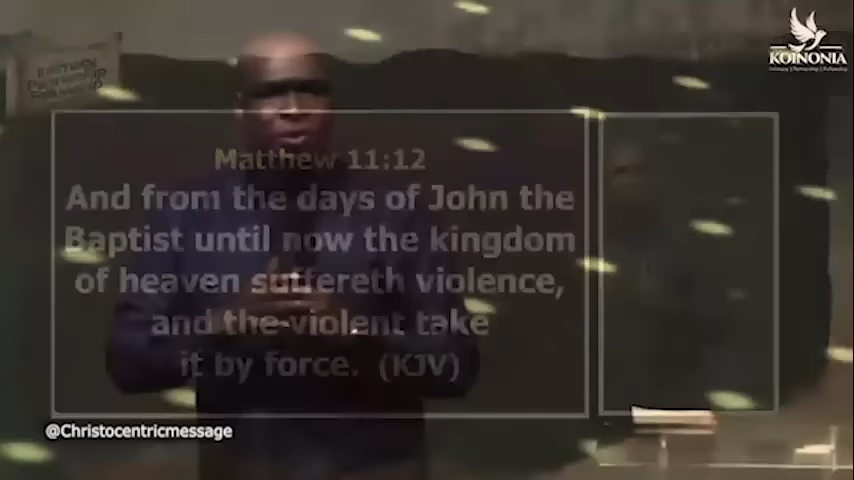 KOINONIA
Matthew 11:12
And from the days of John the
Baptist until now the kingdom
of heaven suffereth violence,
and the violent take
it by force. (KJV)
@Christocentricmessage